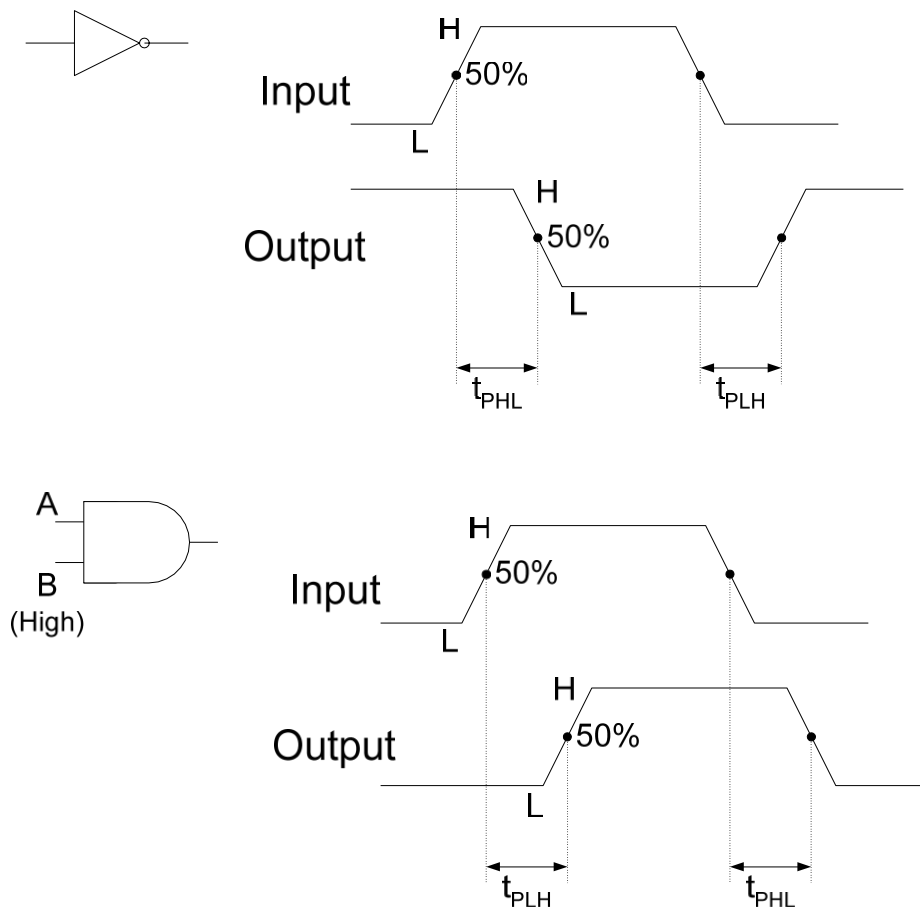 H
50%
Input
L
H
50%
Output
L
tPHL
tPLH
A
B
(High)
H
50%
Input
L
H
50%
Output
L
tPLH
tPHL